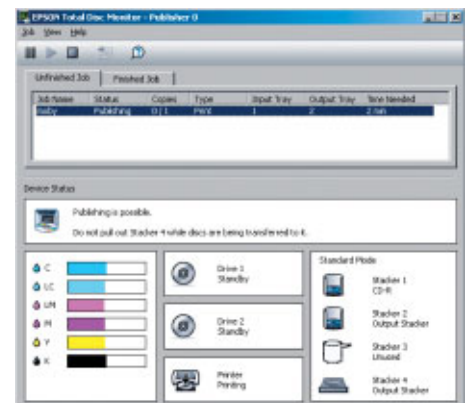 EPSON Total Disc Monitor - Publisher 0
Job View Help
Unfinished Job Finished Job
Job Name Status Copies Type Input Tray Output Tray Time Needed
Publishing 0 / 1 Print 1 2 2 min
Device Status
Publishing is possible.
Do not pull out Stacker 4 while discs are being transferred to it.
C
LC
LM
M
Y
K
Drive 1
Standby
Drive 2
Standby
Printer
Printing
Standard Mode
Stacker 1
CD-R
Stacker 2
Output Stacker
Stacker 3
Unused
Stacker 4
Output Stacker